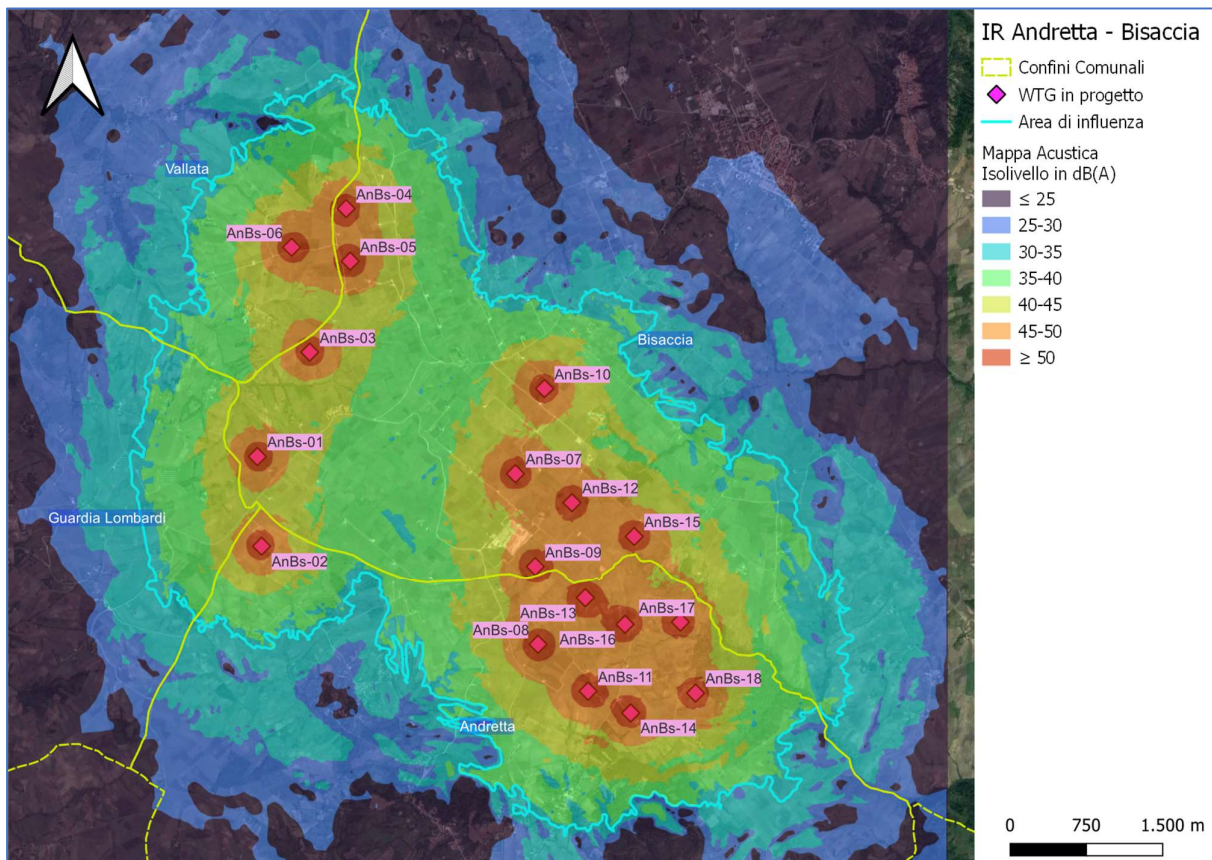 IR Andretta - Bisaccia
Confini Comunali
WTG in progetto
Area di influenza
Mappa Acustica
Isolivello in dB(A)
≤ 25
25-30
30-35
35-40
40-45
45-50
≥ 50
0 750 1.500 m
Vallata
AnBs-04
AnBs-06
AnBs-05
AnBs-03
Bisaccia
AnBs-10
AnBs-01
AnBs-07
AnBs-12
Guardia Lombardi
AnBs-15
AnBs-02
AnBs-09
AnBs-13
AnBs-17
AnBs-08
AnBs-16
AnBs-11
AnBs-18
Andretta
AnBs-14